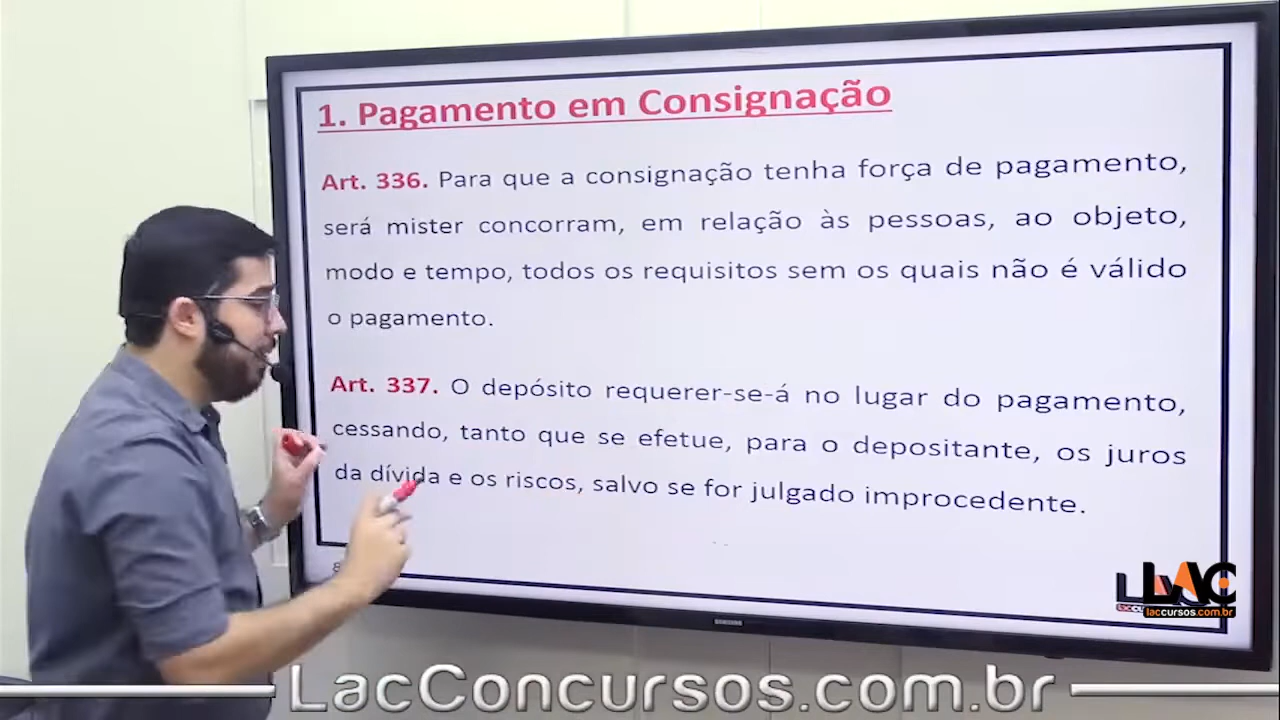 1. Pagamento em Consignação
Art. 336. Para que a consignação tenha força de pagamento,
será mister concorram, em relação às pessoas, ao objeto,
modo e tempo, todos os requisitos sem os quais não é válido
o pagamento.
Art. 337. O depósito requerer-se-á no lugar do pagamento,
cessando, tanto que se efetue, para o depositante, os juros
da dívida e os riscos, salvo se for julgado improcedente.
8
LAC
laccursos.com.br
SAMSUNG
LacConcursos.com.br